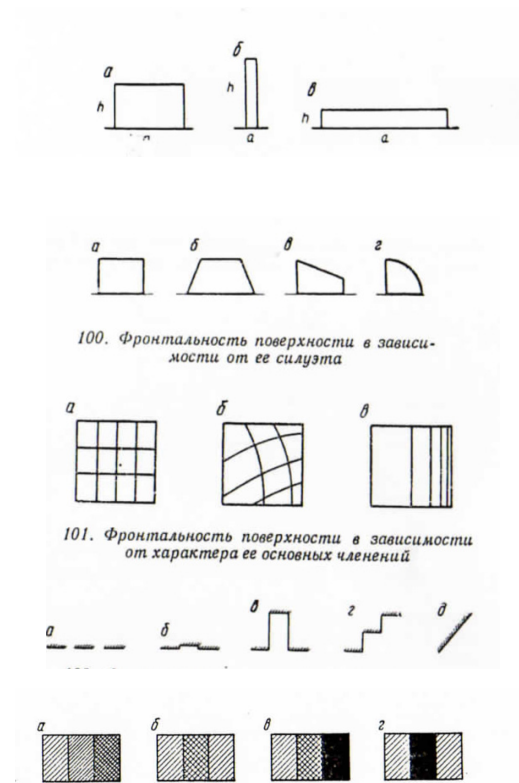 а б в
h h h
a a
а б в г
100. Фронтальность поверхности в зависи-
мости от ее силуэта
а б в
101. Фронтальность поверхности в зависимости
от характера ее основных членений
а б в г д
а б в г